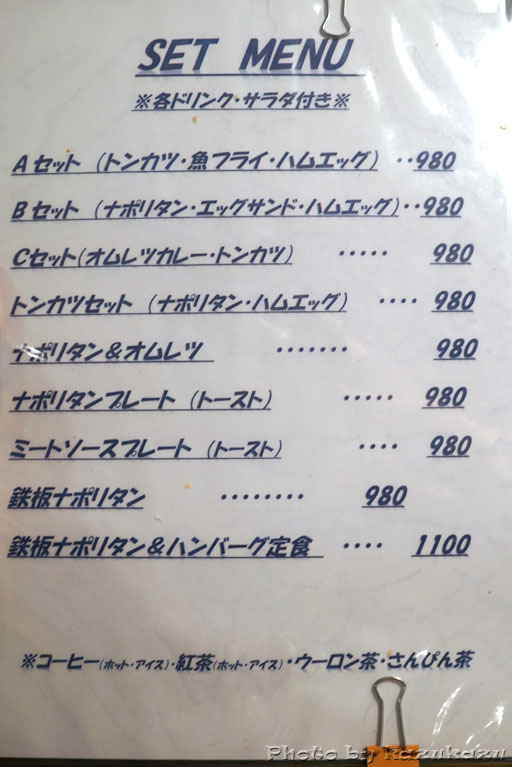 SET MENU
※各ドリンク・サラダ付き※
Aセット (トンカツ・魚フライ・ハムエッグ) ‥980
Bセット (ナポリタン・エッグサンド・ハムエッグ)‥980
Cセット(オムレツカレー・トンカツ) ‥‥‥ 980
トンカツセット (ナポリタン・ハムエッグ) ‥‥ 980
ナポリタン&オムレツ ‥‥‥‥ 980
ナポリタンプレート (トースト) ‥‥‥ 980
ミートソースプレート (トースト) ‥‥ 980
鉄板ナポリタン ‥‥‥‥‥ 980
鉄板ナポリタン&ハンバーグ定食 ‥‥ 1100
※コーヒー(ホット・アイス)・紅茶(ホット・アイス)・ウーロン茶・さんぴん茶
Photo by kazukazu